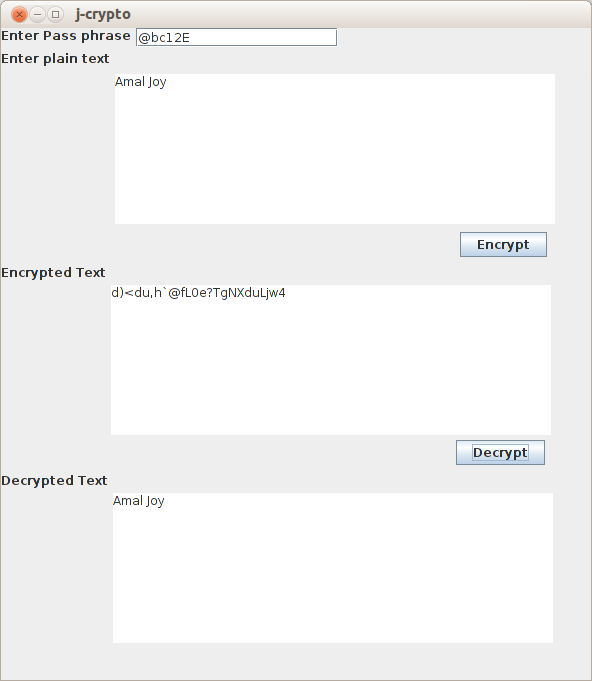 j-crypto
Enter Pass phrase @bc12E
Enter plain text
Amal Joy
Encrypt
Encrypted Text
d)<du,h`@fL0e?TgNXduLjw4
Decrypt
Decrypted Text
Amal Joy